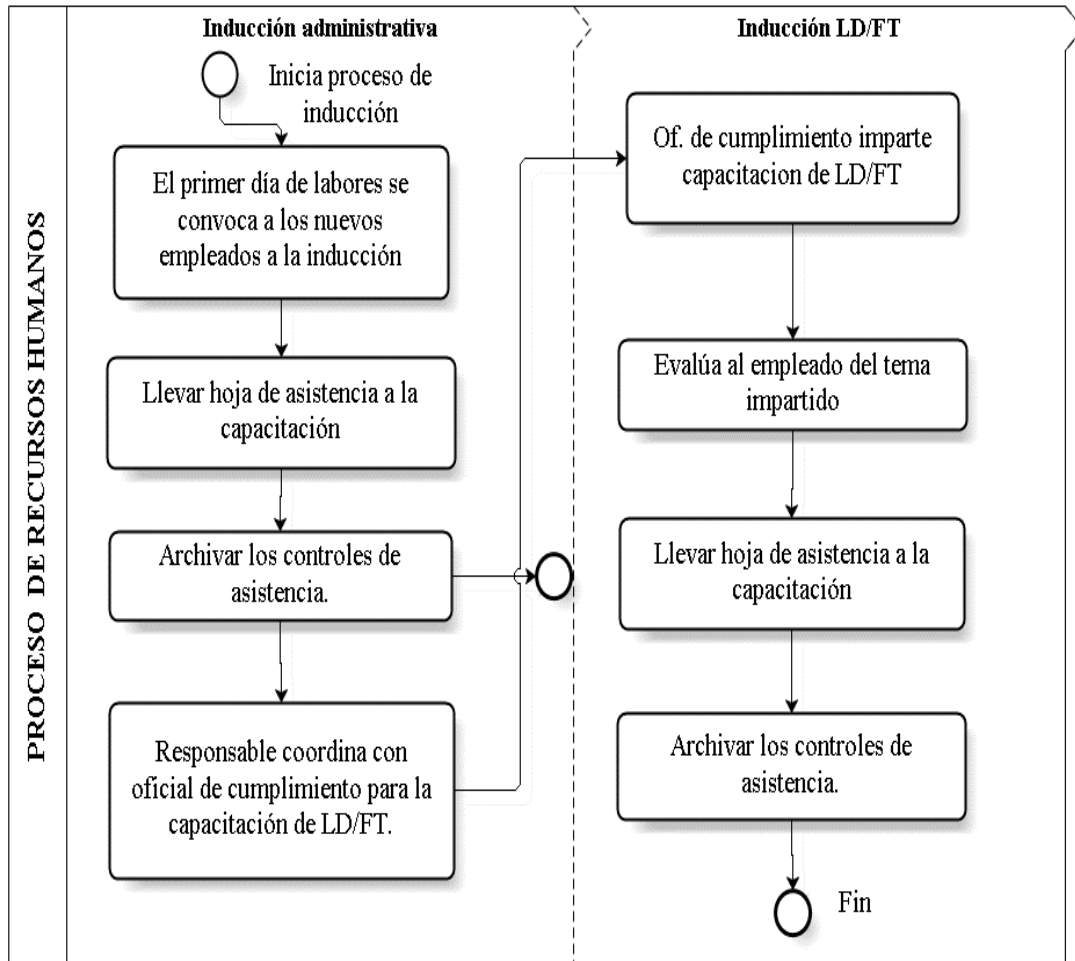 PROCESO DE RECURSOS HUMANOS
Inducción administrativa
Inicia proceso de
inducción
El primer día de labores se
convoca a los nuevos
empleados a la inducción
Llevar hoja de asistencia a la
capacitación
Archivar los controles de
asistencia.
Responsable coordina con
oficial de cumplimiento para la
capacitación de LD/FT.
Inducción LD/FT
Of. de cumplimiento imparte
capacitacion de LD/FT
Evalúa al empleado del tema
impartido
Llevar hoja de asistencia a la
capacitación
Archivar los controles de
asistencia.
Fin